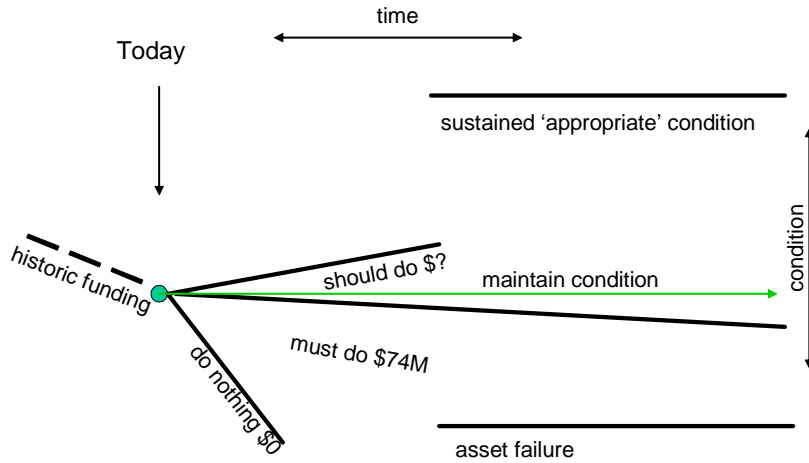 time
Today
sustained ‘appropriate’ condition
condition
historic funding
should do $?
maintain condition
must do $74M
do nothing $0
asset failure